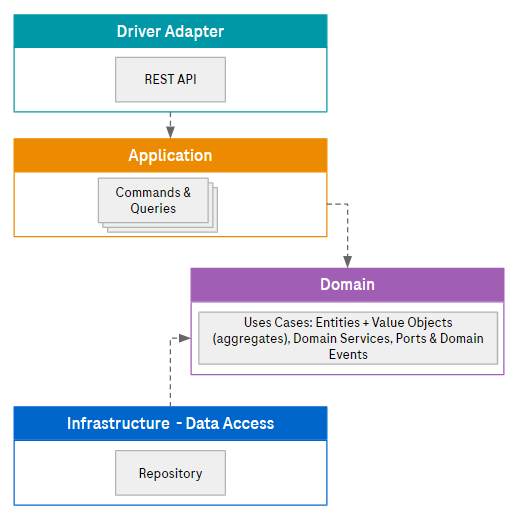 Driver Adapter
REST API
Application
Commands &
Queries
Domain
Uses Cases: Entities + Value Objects
(aggregates), Domain Services, Ports & Domain
Events
Infrastructure - Data Access
Repository